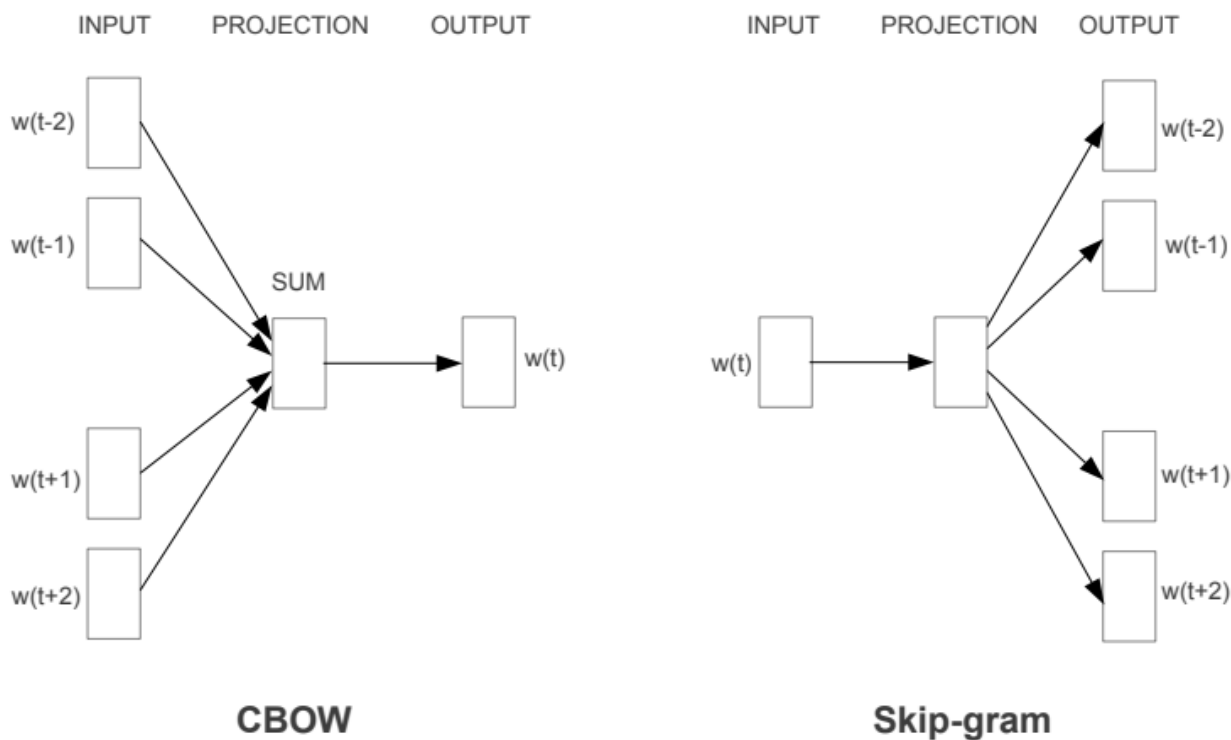 INPUT PROJECTION OUTPUT
w(t-2)
w(t-1)
SUM
w(t)
w(t+1)
w(t+2)
CBOW
INPUT PROJECTION OUTPUT
w(t-2)
w(t-1)
w(t)
w(t+1)
w(t+2)
Skip-gram